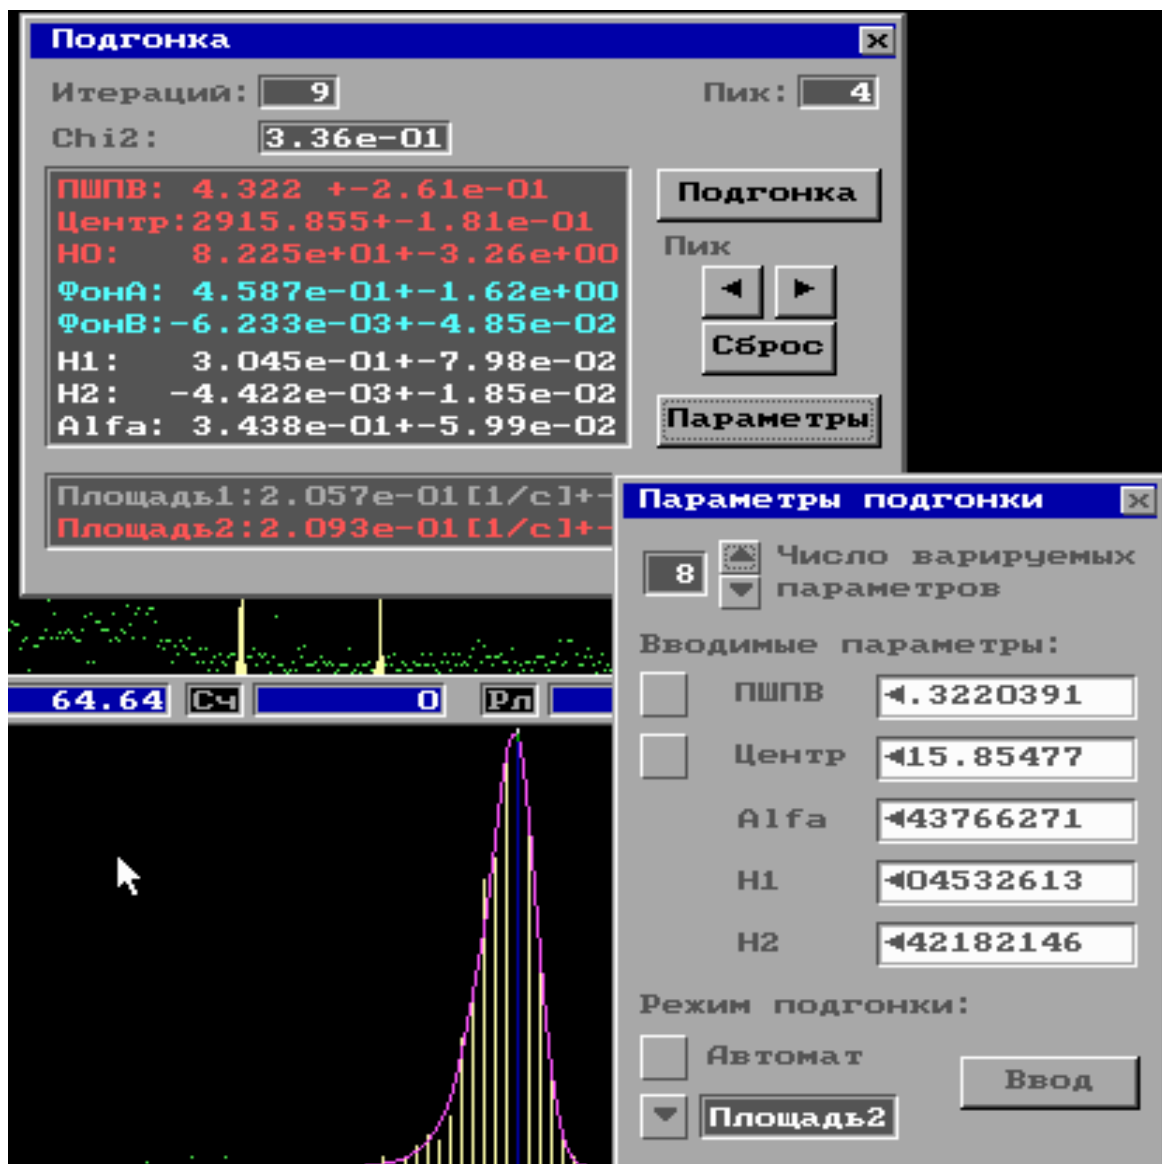 Подгонка
Итераций: 9 Пик: 4
Chi2: 3.36e-01
ПШПВ: 4.322 +-2.61e-01
Центр:2915.855+-1.81e-01
H0: 8.225e+01+-3.26e+00
ФонA: 4.587e-01+-1.62e+00
ФонB:-6.233e-03+-4.85e-02
H1: 3.045e-01+-7.98e-02
H2: -4.422e-03+-1.85e-02
Alfa: 3.438e-01+-5.99e-02
Подгонка
Пик
Сброс
Параметры
Площадь1:2.057e-01[1/с]+-
Площадь2:2.093e-01[1/с]+-
64.64 Сч 0 Рл
Параметры подгонки
8 Число варируемых
параметров
Вводимые параметры:
ПШПВ .3220391
Центр 15.85477
Alfa 43766271
H1 04532613
H2 42182146
Режим подгонки:
Автомат
Ввод
Площадь2